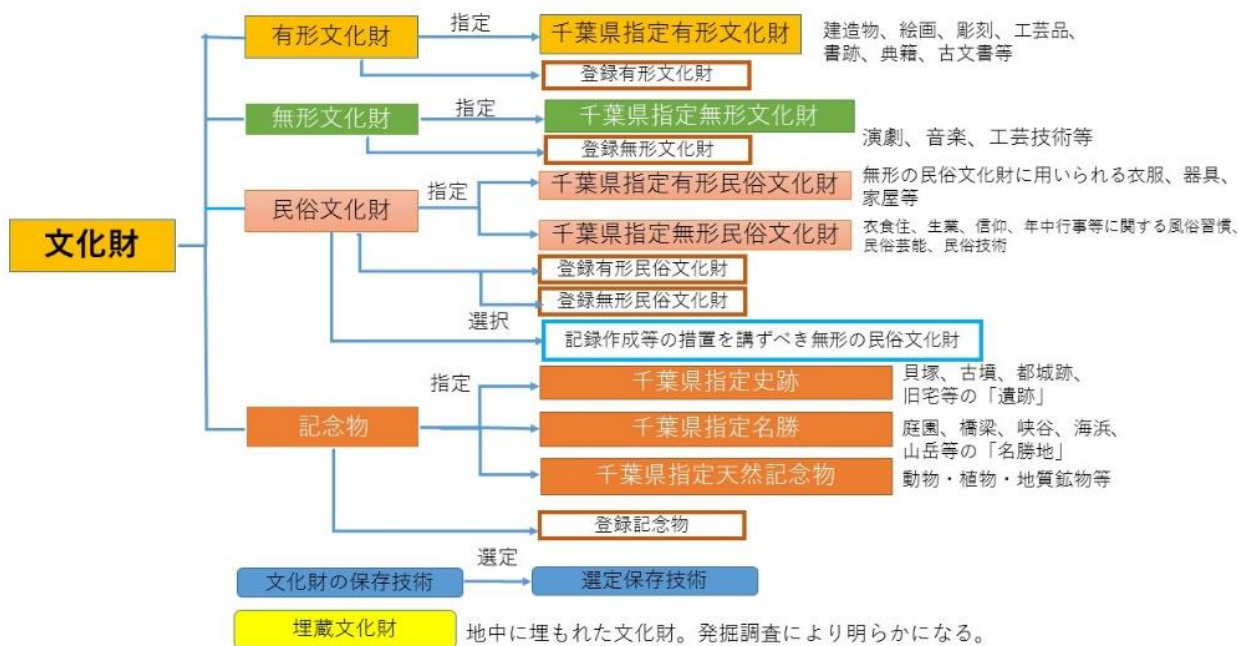 有形文化財
指定
千葉県指定有形文化財
建造物、絵画、彫刻、工芸品、
書跡、典籍、古文書等
登録有形文化財
無形文化財
指定
千葉県指定無形文化財
演劇、音楽、工芸技術等
登録無形文化財
文化財
民俗文化財
指定
千葉県指定有形民俗文化財
無形の民俗文化財に用いられる衣服、器具、
家屋等
千葉県指定無形民俗文化財
衣食住、生業、信仰、年中行事等に関する風俗習慣、
民俗芸能、民俗技術
登録有形民俗文化財
登録無形民俗文化財
選択
記録作成等の措置を講ずべき無形の民俗文化財
記念物
指定
千葉県指定史跡
貝塚、古墳、都城跡、
旧宅等の「遺跡」
千葉県指定名勝
庭園、橋梁、峡谷、海浜、
山岳等の「名勝地」
千葉県指定天然記念物
動物・植物・地質鉱物等
登録記念物
文化財の保存技術
選定
選定保存技術
埋蔵文化財
地中に埋もれた文化財。発掘調査により明らかになる。